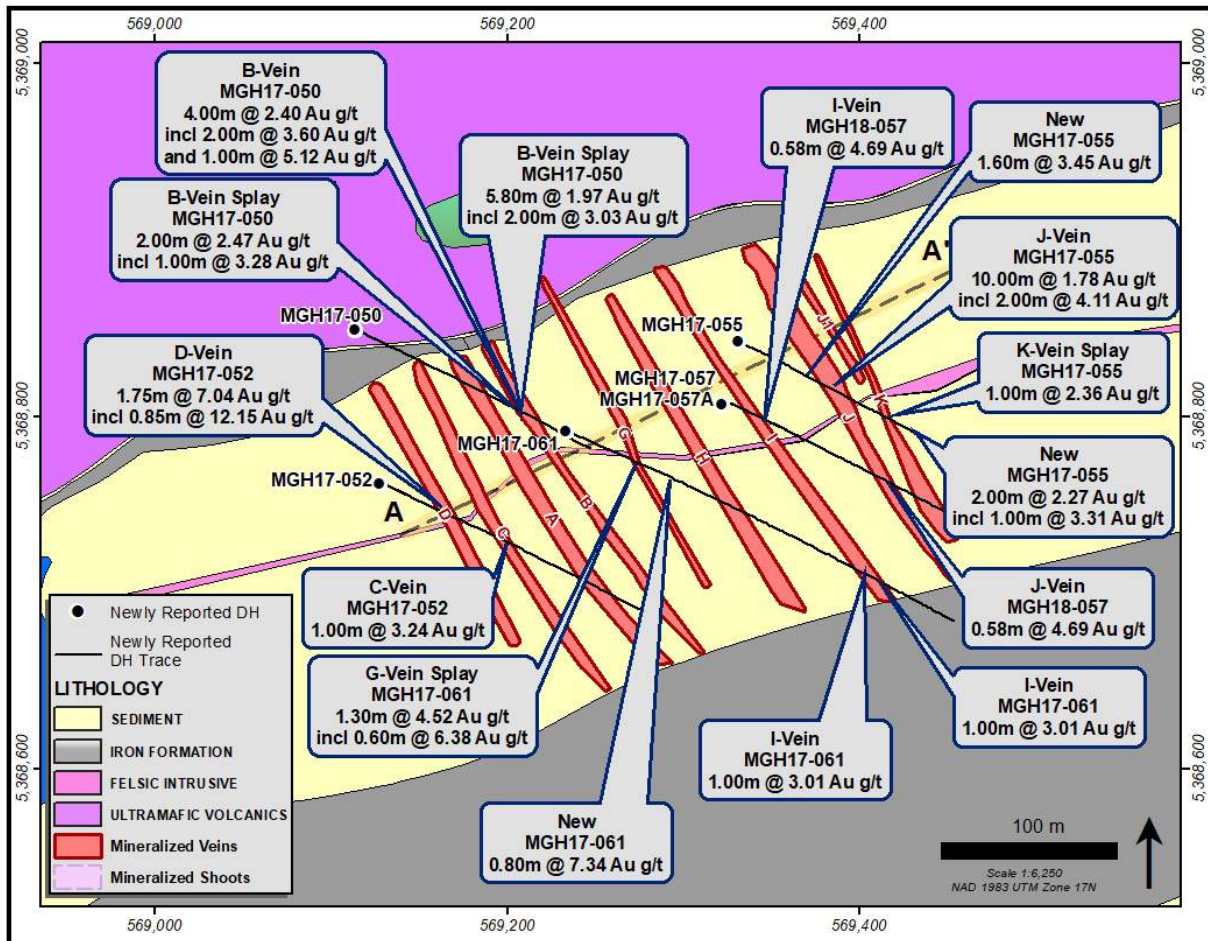 569,000
569,200
569,400
5,369,000
5,369,000
B-Vein
MGH17-050
4.00m @ 2.40 Au g/t
incl 2.00m @ 3.60 Au g/t
and 1.00m @ 5.12 Au g/t
I-Vein
MGH18-057
0.58m @ 4.69 Au g/t
New
MGH17-055
1.60m @ 3.45 Au g/t
B-Vein Splay
MGH17-050
5.80m @ 1.97 Au g/t
incl 2.00m @ 3.03 Au g/t
B-Vein Splay
MGH17-050
2.00m @ 2.47 Au g/t
incl 1.00m @ 3.28 Au g/t
J-Vein
MGH17-055
10.00m @ 1.78 Au g/t
incl 2.00m @ 4.11 Au g/t
A'
MGH17-050
MGH17-055
J1
D-Vein
MGH17-052
1.75m @ 7.04 Au g/t
incl 0.85m @ 12.15 Au g/t
K-Vein Splay
MGH17-055
1.00m @ 2.36 Au g/t
MGH17-057
MGH17-057A
K
5,368,800
5,368,800
J
G
MGH17-061
I
H
New
MGH17-055
2.00m @ 2.27 Au g/t
incl 1.00m @ 3.31 Au g/t
MGH17-052
A
D
G
A
B
C-Vein
MGH17-052
1.00m @ 3.24 Au g/t
J-Vein
MGH18-057
0.58m @ 4.69 Au g/t
G-Vein Splay
MGH17-061
1.30m @ 4.52 Au g/t
incl 0.60m @ 6.38 Au g/t
I-Vein
MGH17-061
1.00m @ 3.01 Au g/t
I-Vein
MGH17-061
1.00m @ 3.01 Au g/t
New
MGH17-061
0.80m @ 7.34 Au g/t
Newly Reported DH
Newly Reported
DH Trace
LITHOLOGY
SEDIMENT
IRON FORMATION
FELSIC INTRUSIVE
ULTRAMAFIC VOLCANICS
Mineralized Veins
Mineralized Shoots
5,368,600
5,368,600
100 m
Scale 1:6,250
NAD 1983 UTM Zone 17N
569,000
569,200
569,400